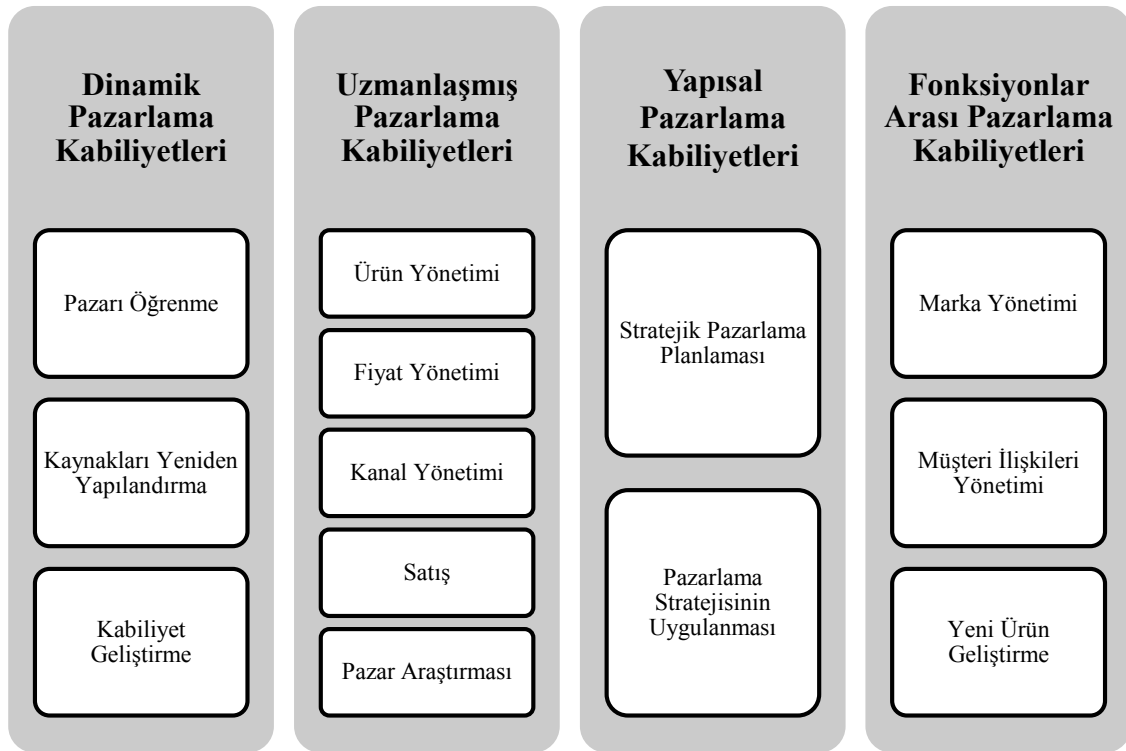 Dinamik
Pazarlama
Kabiliyetleri
Pazarı Öğrenme
Kaynakları Yeniden
Yapılandırma
Kabiliyet
Geliştirme
Uzmanlaşmış
Pazarlama
Kabiliyetleri
Ürün Yönetimi
Fiyat Yönetimi
Kanal Yönetimi
Satış
Pazar Araştırması
Yapısal
Pazarlama
Kabiliyetleri
Stratejik Pazarlama
Planlaması
Pazarlama
Stratejisinin
Uygulanması
Fonksiyonlar
Arası Pazarlama
Kabiliyetleri
Marka Yönetimi
Müşteri İlişkileri
Yönetimi
Yeni Ürün
Geliştirme